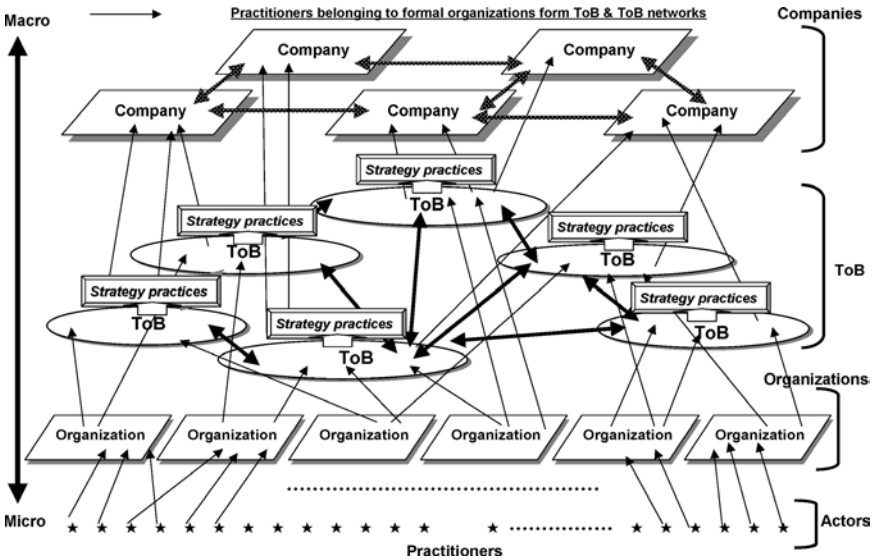 Macro
Practitioners belonging to formal organizations form ToB & ToB networks
Companies
Company
Company
Company
Company
Company
Strategy practices
ToB
Strategy practices
ToB
Strategy practices
ToB
ToB
Strategy practices
ToB
Strategy practices
ToB
Strategy practices
ToB
Organizations
Organization
Organization
Organization
Organization
Organization
Organization
Micro
Actors
Practitioners